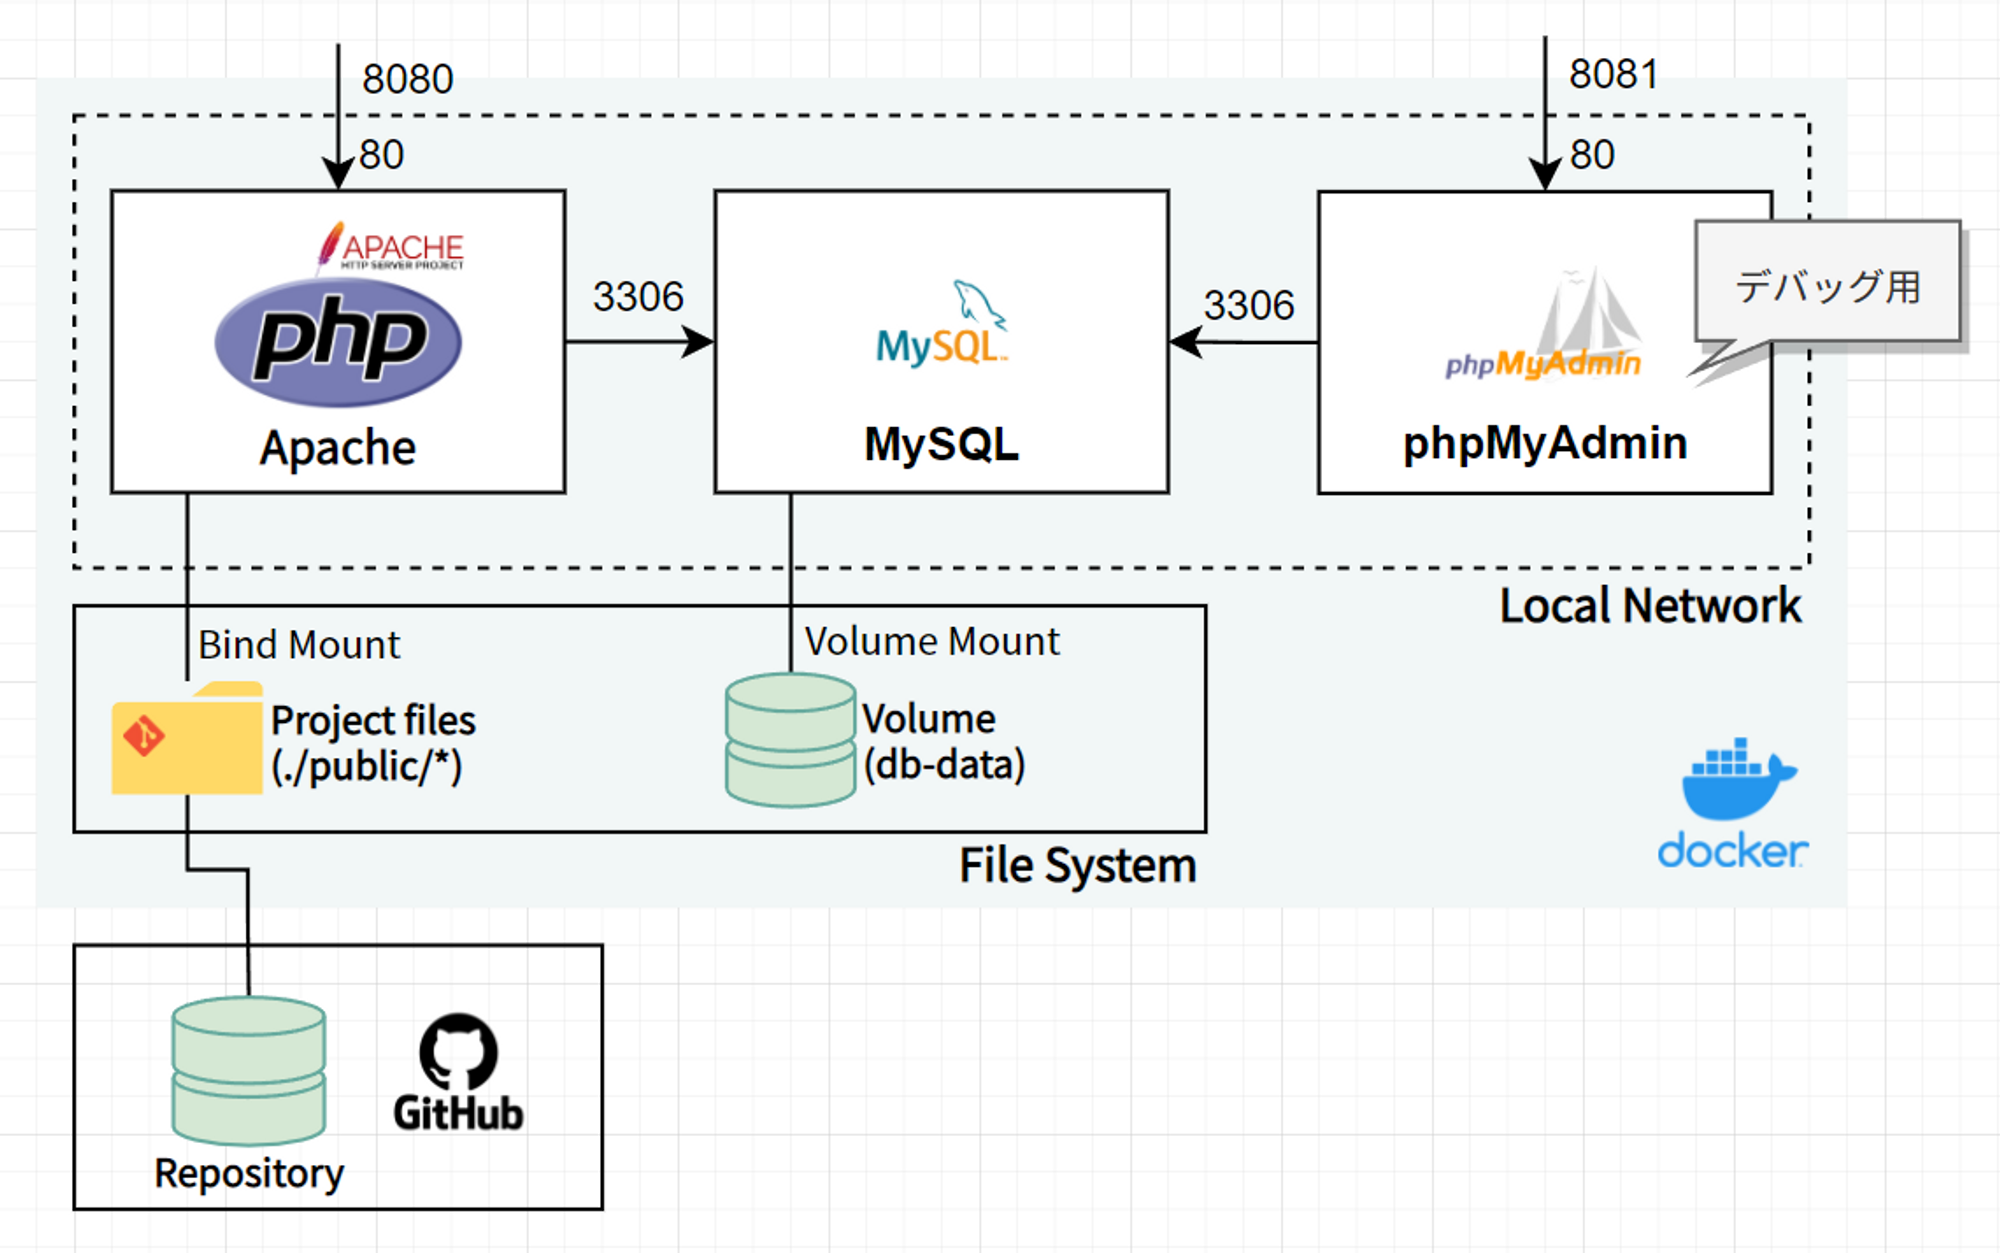 8080
8081
80
80
APACHE
HTTP SERVER PROJECT
php
Apache
3306
MySQL™
MySQL
3306
phpMyAdmin
phpMyAdmin
デバッグ用
Local Network
Bind Mount
Volume Mount
Project files
(./public/*)
Volume
(db-data)
docker
File System
GitHub
Repository